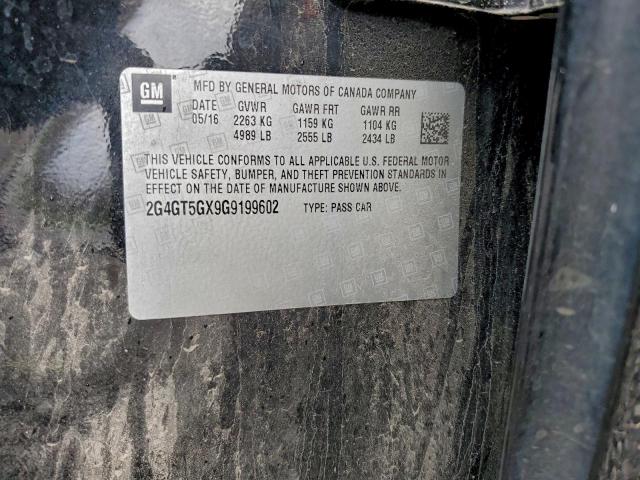 GM
MFD BY GENERAL MOTORS OF CANADA COMPANY
DATE GVWR GAWR FRT GAWR RR
05/16 2263 KG 1159 KG 1104 KG
4989 LB 2555 LB 2434 LB
THIS VEHICLE CONFORMS TO ALL APPLICABLE U.S. FEDERAL MOTOR
VEHICLE SAFETY, BUMPER, AND THEFT PREVENTION STANDARDS IN
EFFECT ON THE DATE OF MANUFACTURE SHOWN ABOVE.
2G4GT5GX9G9199602 TYPE: PASS CAR